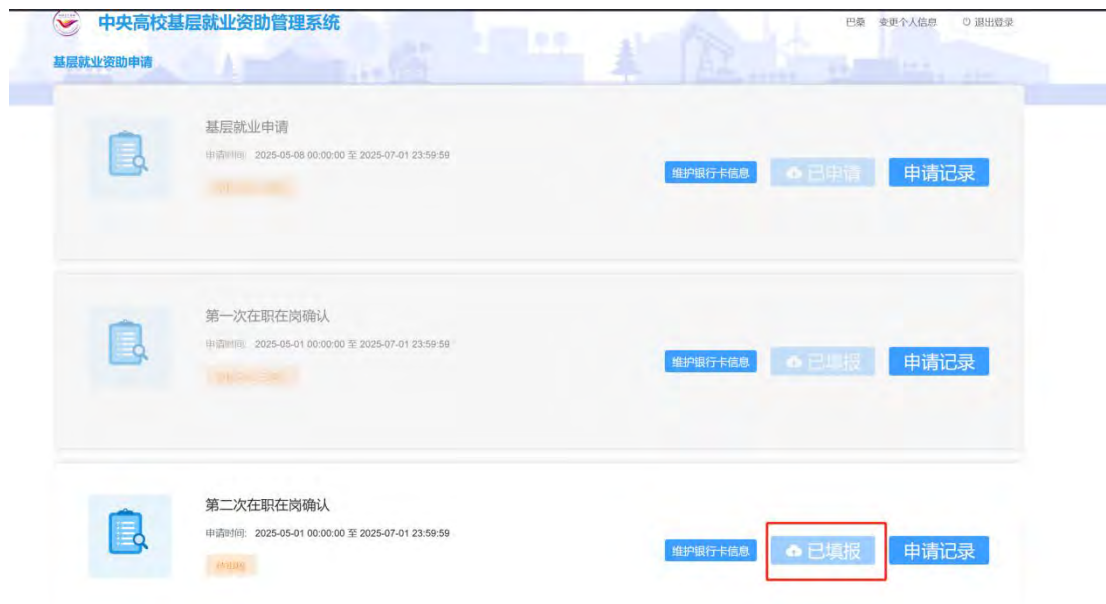 中央高校基层就业资助管理系统
巴桑 变更个人信息 退出登录
基层就业资助申请
基层就业申请
申请时间: 2025-05-08 00:00:00 至 2025-07-01 23:59:59
维护银行卡信息 已申请 申请记录
第一次在职在岗确认
申请时间: 2025-05-01 00:00:00 至 2025-07-01 23:59:59
维护银行卡信息 已填报 申请记录
第二次在职在岗确认
申请时间: 2025-05-01 00:00:00 至 2025-07-01 23:59:59
维护银行卡信息 已填报 申请记录